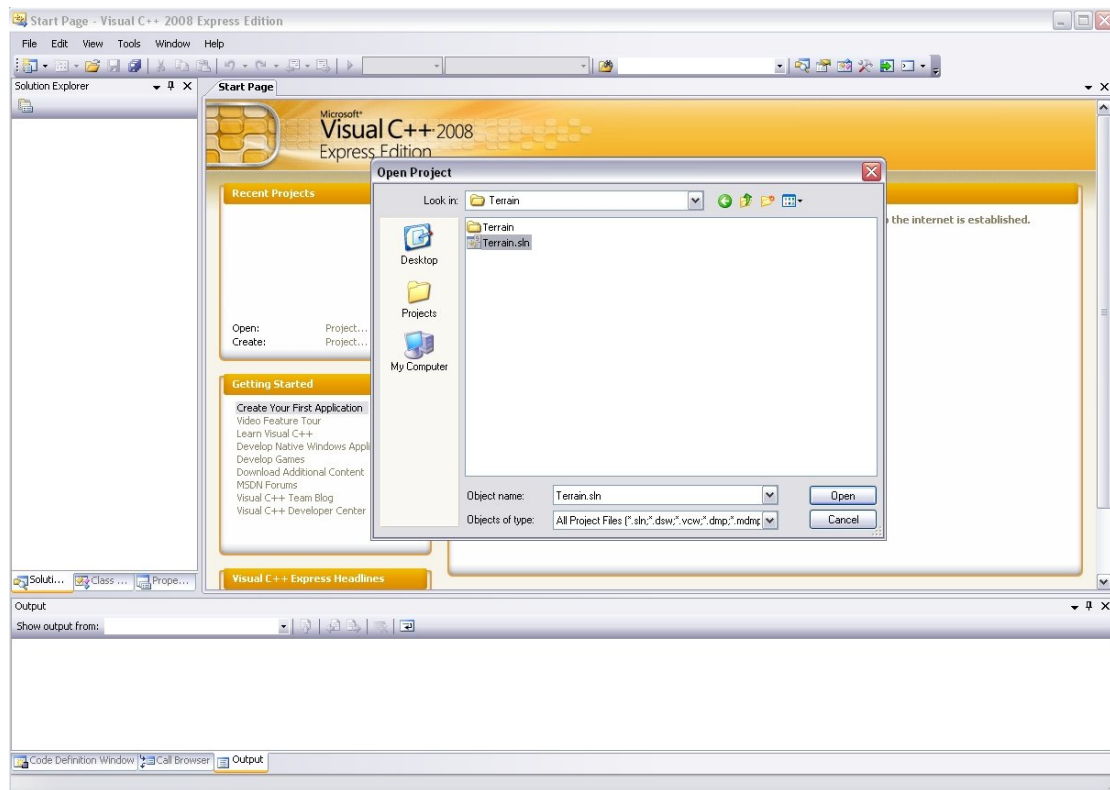 Start Page - Visual C++ 2008 Express Edition
File Edit View Tools Window Help
Solution Explorer
Start Page
Microsoft
Visual C++ 2008
Express Edition
Open Project
Recent Projects
Look in: Terrain
the internet is established.
Terrain
Terrain.sln
Desktop
Projects
My Computer
Open: Project...
Create: Project...
Getting Started
Create Your First Application
Video Feature Tour
Learn Visual C++
Develop Native Windows Appli
Develop Games
Download Additional Content
MSDN Forums
Visual C++ Team Blog
Visual C++ Developer Center
Object name: Terrain.sln
Open
Objects of type: All Project Files (*.sln;*.dsw;*.vcw;*.dmp;*.mdmp
Cancel
Visual C++ Express Headlines
Soluti... Class ... Prope...
Output
Show output from:
Code Definition Window Call Browser Output